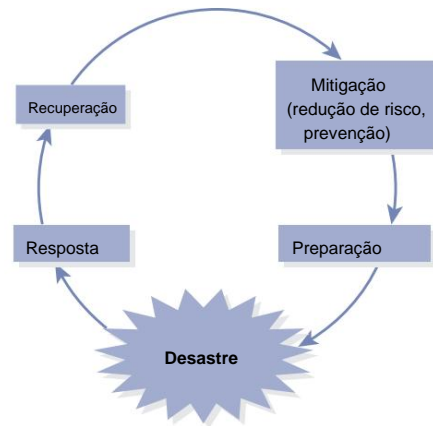 Mitigação
(redução de risco,
prevenção)
Recuperação
Resposta
Preparação
Desastre